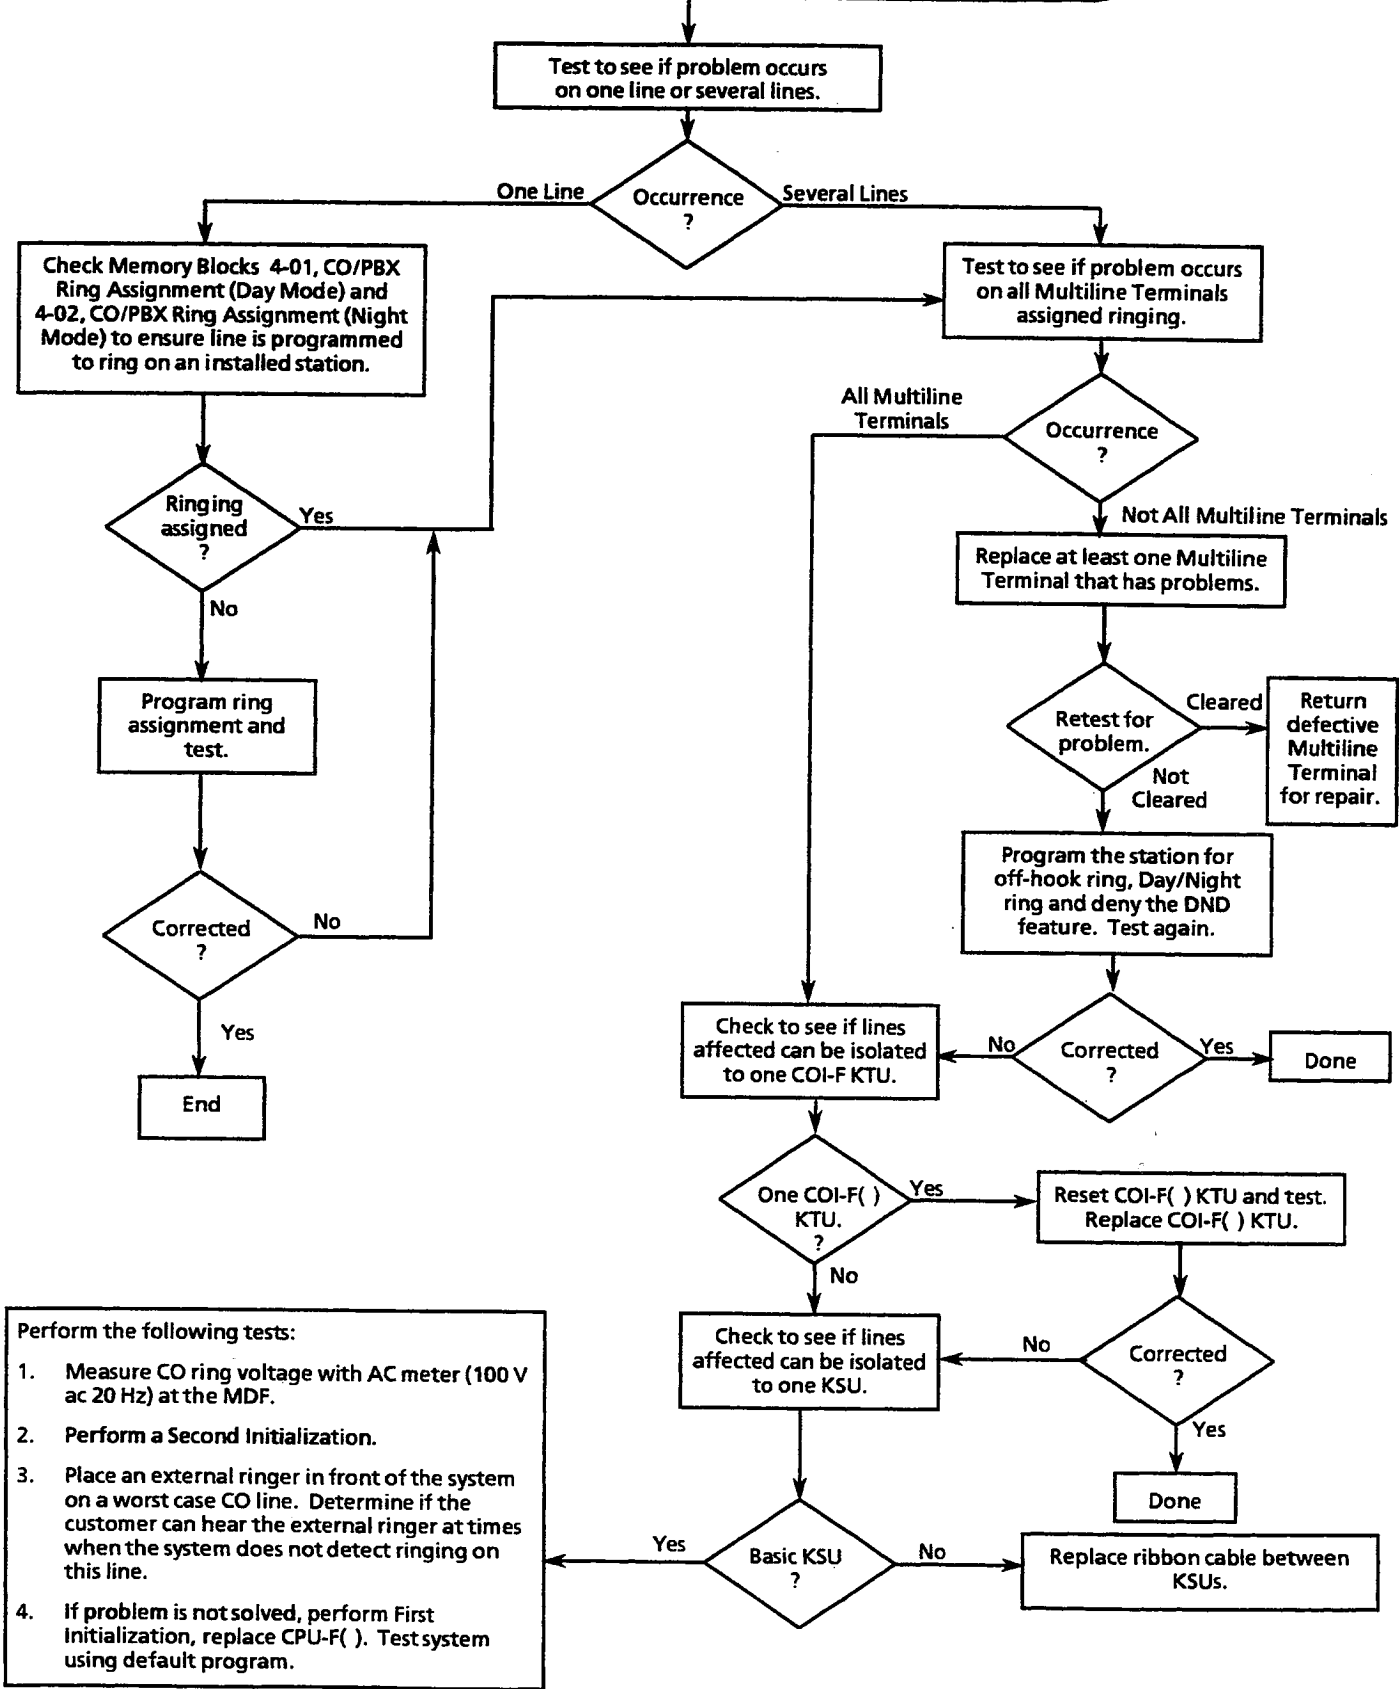 Test to see if problem occurs
on one line or several lines.
One Line
Occurrence
?
Several Lines
Check Memory Blocks 4-01, CO/PBX
Ring Assignment (Day Mode) and
4-02, CO/PBX Ring Assignment (Night
Mode) to ensure line is programmed
to ring on an installed station.
Test to see if problem occurs
on all Multiline Terminals
assigned ringing.
All Multiline
Terminals
Occurrence
?
Ringing
assigned
?
Yes
No
Not All Multiline Terminals
Replace at least one Multiline
Terminal that has problems.
Program ring
assignment and
test.
Retest for
problem.
Cleared
Return
defective
Multiline
Terminal
for repair.
Not
Cleared
Program the station for
off-hook ring, Day/Night
ring and deny the DND
feature. Test again.
Corrected
?
No
Yes
End
Check to see if lines
affected can be isolated
to one COI-F KTU.
No
Corrected
?
Yes
Done
One COI-F( )
KTU.
?
Yes
Reset COI-F( ) KTU and test.
Replace COI-F( ) KTU.
No
Check to see if lines
affected can be isolated
to one KSU.
No
Corrected
?
Yes
Done
Perform the following tests:
1. Measure CO ring voltage with AC meter (100 V
ac 20 Hz) at the MDF.
2. Perform a Second Initialization.
3. Place an external ringer in front of the system
on a worst case CO line. Determine if the
customer can hear the external ringer at times
when the system does not detect ringing on
this line.
4. If problem is not solved, perform First
Initialization, replace CPU-F( ). Test system
using default program.
Yes
Basic KSU
?
No
Replace ribbon cable between
KSUs.